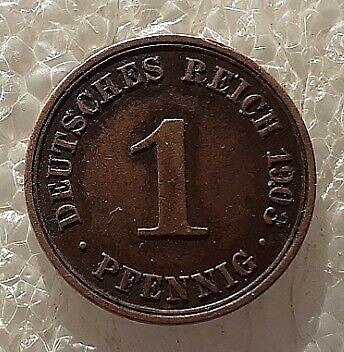 DEUTSCHES REICH 1903
1
· PFENNIG ·